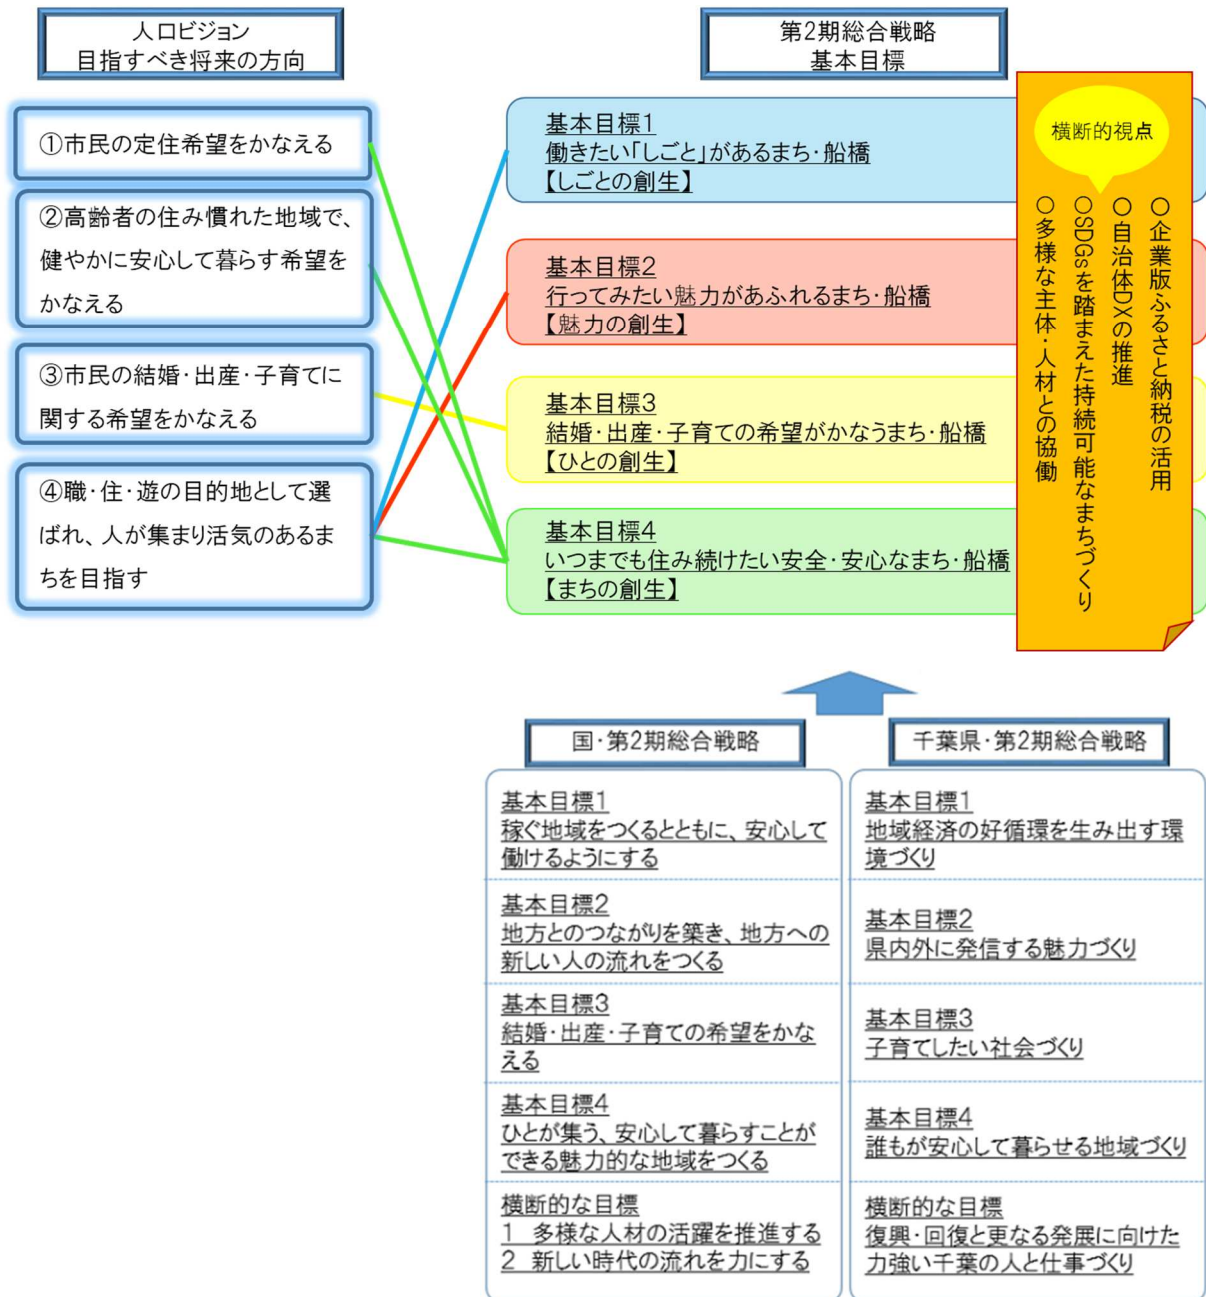 人口ビジョン
目指すべき将来の方向
①市民の定住希望をかなえる
②高齢者の住み慣れた地域で、
健やかに安心して暮らす希望を
かなえる
③市民の結婚・出産・子育てに
関する希望をかなえる
④職・住・遊の目的地として選
ばれ、人が集まり活気のあるま
ちを目指す
第2期総合戦略
基本目標
基本目標1
働きたい「しごと」があるまち・船橋
【しごとの創生】
基本目標2
行ってみたい魅力があふれるまち・船橋
【魅力の創生】
基本目標3
結婚・出産・子育ての希望がかなうまち・船橋
【ひとの創生】
基本目標4
いつまでも住み続けたい安全・安心なまち・船橋
【まちの創生】
横断的視点
○企業版ふるさと納税の活用
○自治体DXの推進
○SDGsを踏まえた持続可能なまちづくり
○多様な主体・人材との協働
国・第2期総合戦略
基本目標1
稼ぐ地域をつくるとともに、安心して
働けるようにする
基本目標2
地方とのつながりを築き、地方への
新しい人の流れをつくる
基本目標3
結婚・出産・子育ての希望をかな
える
基本目標4
ひとが集う、安心して暮らすことが
できる魅力的な地域をつくる
横断的な目標
1 多様な人材の活躍を推進する
2 新しい時代の流れを力にする
千葉県・第2期総合戦略
基本目標1
地域経済の好循環を生み出す環
境づくり
基本目標2
県内外に発信する魅力づくり
基本目標3
子育てしたい社会づくり
基本目標4
誰もが安心して暮らせる地域づくり
横断的な目標
復興・回復と更なる発展に向けた
力強い千葉の人と仕事づくり